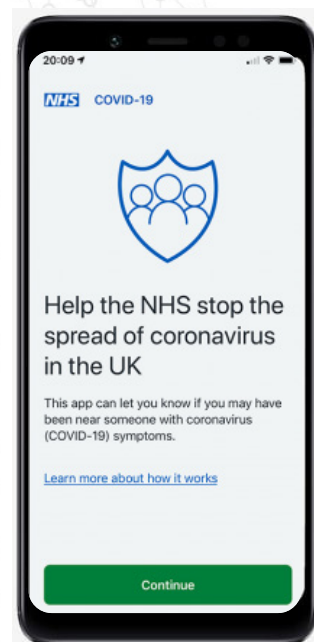 20:09
NHS COVID-19
Help the NHS stop the
spread of coronavirus
in the UK
This app can let you know if you may have
been near someone with coronavirus
(COVID-19) symptoms.
Learn more about how it works
Continue